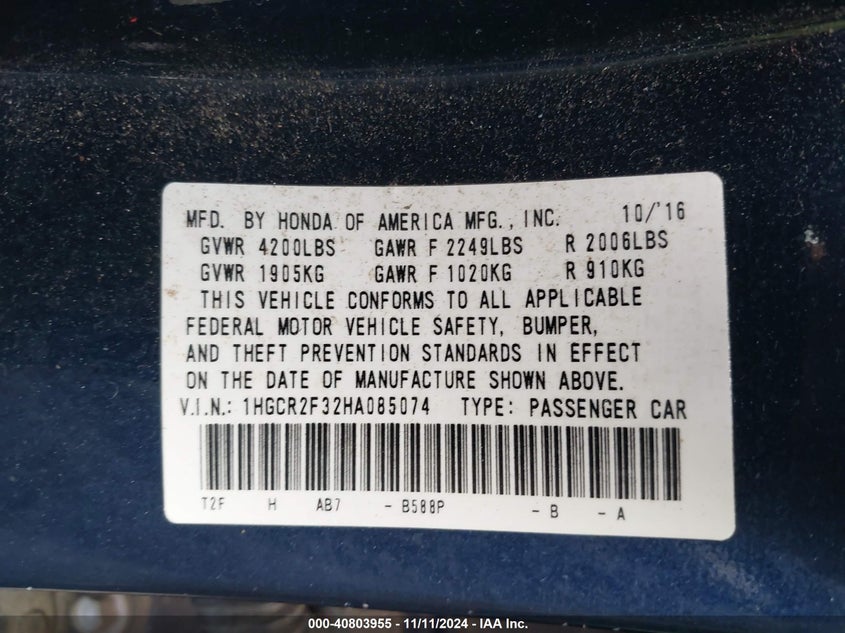 MFD. BY HONDA OF AMERICA MFG., INC. 10/'16
GVWR 4200LBS GAWR F 2249LBS R 2006LBS
GVWR 1905KG GAWR F 1020KG R 910KG
THIS VEHICLE CONFORMS TO ALL APPLICABLE
FEDERAL MOTOR VEHICLE SAFETY, BUMPER,
AND THEFT PREVENTION STANDARDS IN EFFECT
ON THE DATE OF MANUFACTURE SHOWN ABOVE.
V.I.N.: 1HGCR2F32HA085074 TYPE: PASSENGER CAR
T2F H AB7 - B588P - B - A
000-40803955 - 11/11/2024 - IAA Inc.